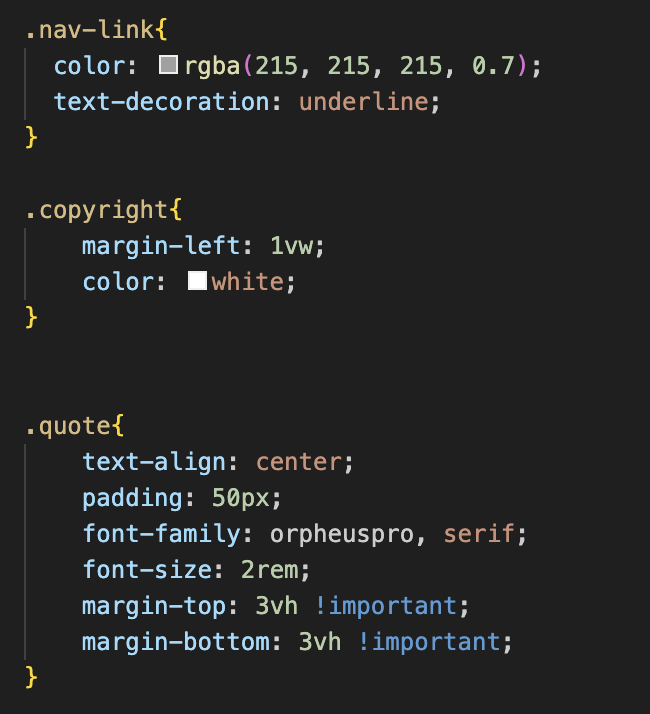 .nav-link{
  color: rgba(215, 215, 215, 0.7);
  text-decoration: underline;
}

.copyright{
    margin-left: 1vw;
    color: white;
}


.quote{
    text-align: center;
    padding: 50px;
    font-family: orpheuspro, serif;
    font-size: 2rem;
    margin-top: 3vh !important;
    margin-bottom: 3vh !important;
}